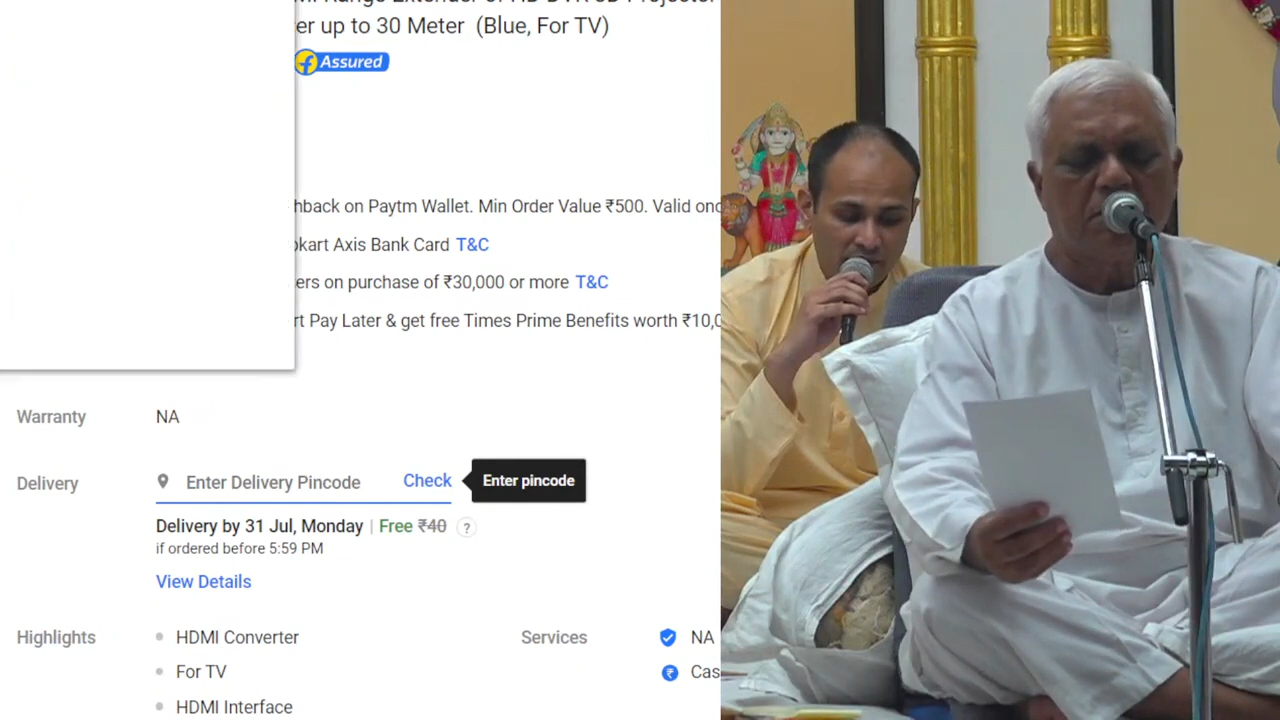 er up to 30 Meter (Blue, For TV)
Assured
hback on Paytm Wallet. Min Order Value ₹500. Valid onc
kart Axis Bank Card T&C
ers on purchase of ₹30,000 or more T&C
rt Pay Later & get free Times Prime Benefits worth ₹10,0
Warranty NA
Delivery Enter Delivery Pincode Check Enter pincode
Delivery by 31 Jul, Monday | Free ₹40 ?
if ordered before 5:59 PM
View Details
Highlights HDMI Converter Services NA
For TV Cas
HDMI Interface